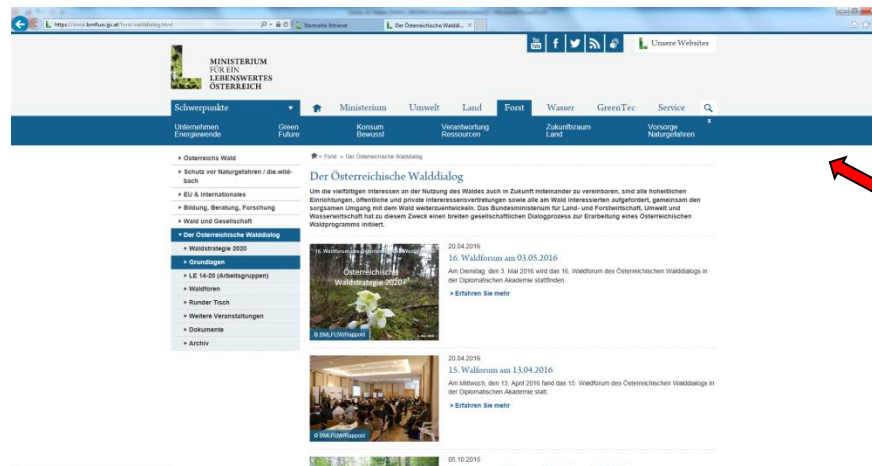 https://www.bmlfuw.gv.at/forst/walddialog.html
Startseite Intranet
Der Österreichische Waldd...
You
Unsere Websites
MINISTERIUM
FÜR EIN
LEBENSWERTES
ÖSTERREICH
Schwerpunkte
Ministerium Umwelt Land Forst Wasser GreenTec Service
Unternehmen Energiewende
Green Future
Konsum Bewusst
Verantwortung Ressourcen
Zukunftsraum Land
Vorsorge Naturgefahren
x
» Österreichs Wald
» Schutz vor Naturgefahren / die.wild-
bach
» EU & Internationales
» Bildung, Beratung, Forschung
» Wald und Gesellschaft
Der Österreichische Walddialog
» Waldstrategie 2020
» Grundlagen
» LE 14-20 (Arbeitsgruppen)
» Waldforen
» Runder Tisch
» Weitere Veranstaltungen
» Dokumente
» Archiv
» Forst » Der Österreichische Walddialog
Der Österreichische Walddialog
Um die vielfältigen Interessen an der Nutzung des Waldes auch in Zukunft miteinander zu vereinbaren, sind alle hoheitlichen
Einrichtungen, öffentliche und private Interessensvertretungen sowie alle am Wald Interessierten aufgefordert, gemeinsam den
sorgsamen Umgang mit dem Wald weiterzuentwickeln. Das Bundesministerium für Land- und Forstwirtschaft, Umwelt und
Wasserwirtschaft hat zu diesem Zweck einen breiten gesellschaftlichen Dialogprozess zur Erarbeitung eines Österreichischen
Waldprogramms initiiert.
Österreichische
Waldstrategie 2020+
© BMLFUW/Rappold
20.04.2016
16. Waldforum am 03.05.2016
Am Dienstag, den 3. Mai 2016 wird das 16. Waldforum des Österreichischen Walddialogs in
der Diplomatischen Akademie stattfinden.
» Erfahren Sie mehr
© BMLFUW/Rappold
20.04.2016
15. Walforum am 13.04.2016
Am Mittwoch, den 13. April 2016 fand das 15. Waldforum des Österreichischen Walddialogs in
der Diplomatischen Akademie statt.
» Erfahren Sie mehr
05.10.2015